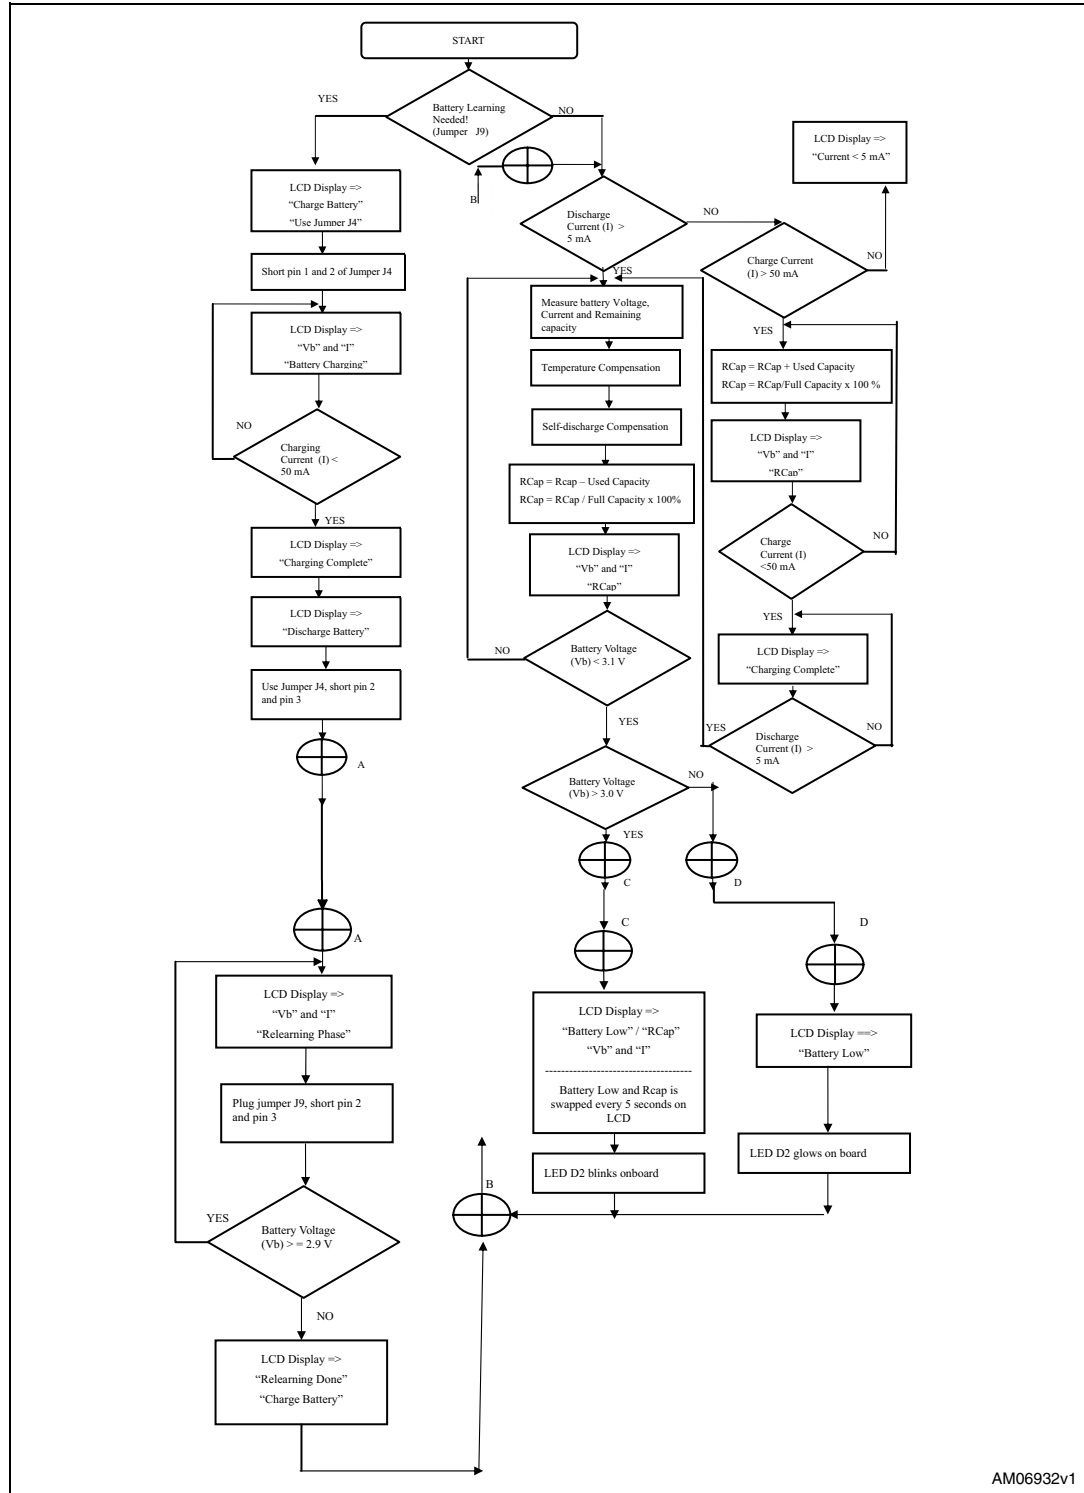 START
YES
Battery Learning
Needed!
(Jumper J9)
NO
LCD Display =>
“Charge Battery”
“Use Jumper J4”
Short pin 1 and 2 of Jumper J4
LCD Display =>
“Vb” and “I”
“Battery Charging”
NO
Charging
Current (I) <
50 mA
YES
LCD Display =>
“Charging Complete”
LCD Display =>
“Discharge Battery”
Use Jumper J4, short pin 2
and pin 3
A
A
LCD Display =>
“Vb” and “I”
“Relearning Phase”
Plug jumper J9, short pin 2
and pin 3
YES
Battery Voltage
(Vb) > = 2.9 V
NO
LCD Display =>
“Relearning Done”
“Charge Battery”
B
Discharge
Current (I) >
5 mA
NO
YES
Measure battery Voltage,
Current and Remaining
capacity
Temperature Compensation
Self-discharge Compensation
RCap = Rcap – Used Capacity
RCap = RCap / Full Capacity x 100%
LCD Display =>
“Vb” and “I”
“RCap”
NO
Battery Voltage
(Vb) < 3.1 V
YES
Battery Voltage
(Vb) > 3.0 V
NO
YES
C
D
C
D
LCD Display =>
“Battery Low” / “RCap”
“Vb” and “I”
-------------------------------------
Battery Low and Rcap is
swapped every 5 seconds on
LCD
LED D2 blinks onboard
B
LCD Display ==>
“Battery Low”
LED D2 glows on board
LCD Display =>
“Current < 5 mA”
Charge Current
(I) > 50 mA
NO
YES
RCap = RCap + Used Capacity
RCap = RCap/Full Capacity x 100 %
LCD Display =>
“Vb” and “I”
“RCap”
Charge
Current (I)
<50 mA
NO
YES
LCD Display =>
“Charging Complete”
YES
Discharge
Current (I) >
5 mA
NO
AM06932v1